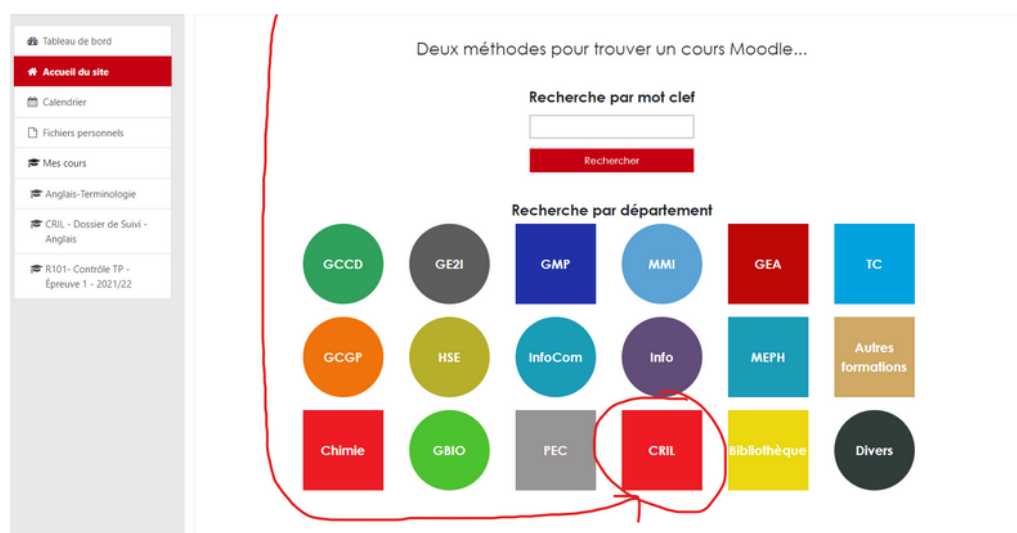 Tableau de bord
Accueil du site
Calendrier
Fichiers personnels
Mes cours
Anglais-Terminologie
CRIL - Dossier de Suivi -
Anglais
R101- Contrôle TP -
Épreuve 1 - 2021/22
Deux méthodes pour trouver un cours Moodle...
Recherche par mot clef
Rechercher
Recherche par département
GCCD GE2I GMP MMI GEA TC
GCGP HSE InfoCom Info MEPH Autres
formations
Chimie GBIO PEC CRIL Bibliothèque Divers